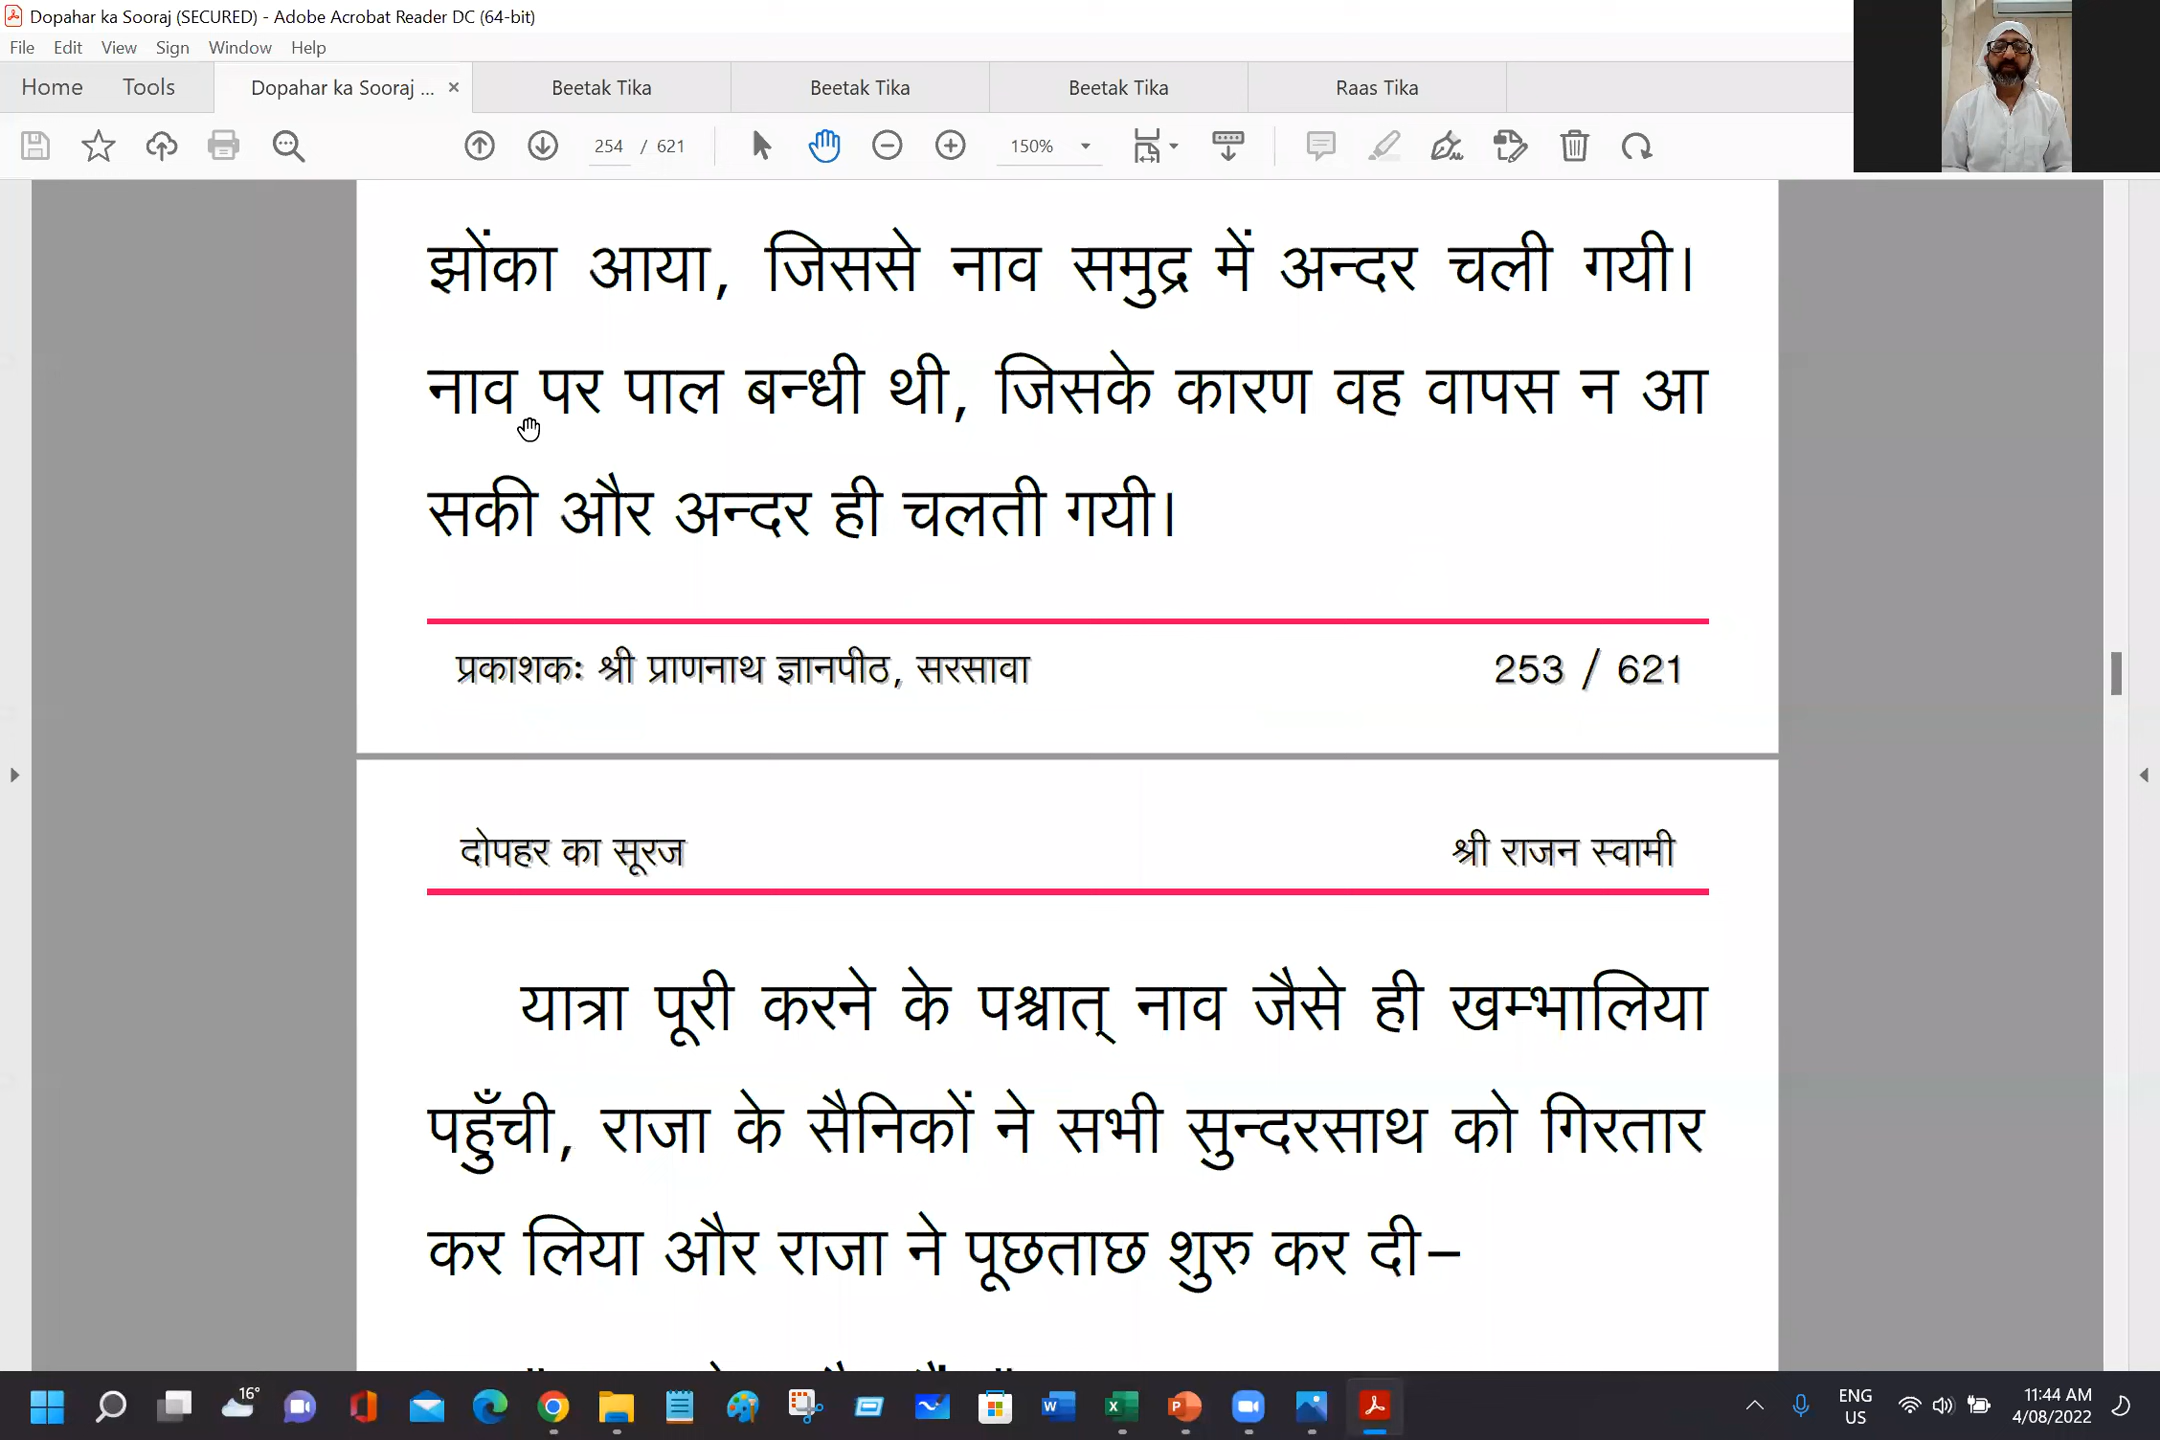 Dopahar ka Sooraj (SECURED) - Adobe Acrobat Reader DC (64-bit)
File Edit View Sign Window Help
Home Tools Dopahar ka Sooraj ... × Beetak Tika Beetak Tika Beetak Tika Raas Tika
254 / 621 150%
झोंका आया, जिससे नाव समुद्र में अन्दर चली गयी।
नाव पर पाल बन्धी थी, जिसके कारण वह वापस न आ
सकी और अन्दर ही चलती गयी।
प्रकाशकः श्री प्राणनाथ ज्ञानपीठ, सरसावा 253 / 621
दोपहर का सूरज श्री राजन स्वामी
यात्रा पूरी करने के पश्चात् नाव जैसे ही खम्भालिया
पहुँची, राजा के सैनिकों ने सभी सुन्दरसाथ को गिरतार
कर लिया और राजा ने पूछताछ शुरु कर दी–
16° ENG 11:44 AM
US 4/08/2022